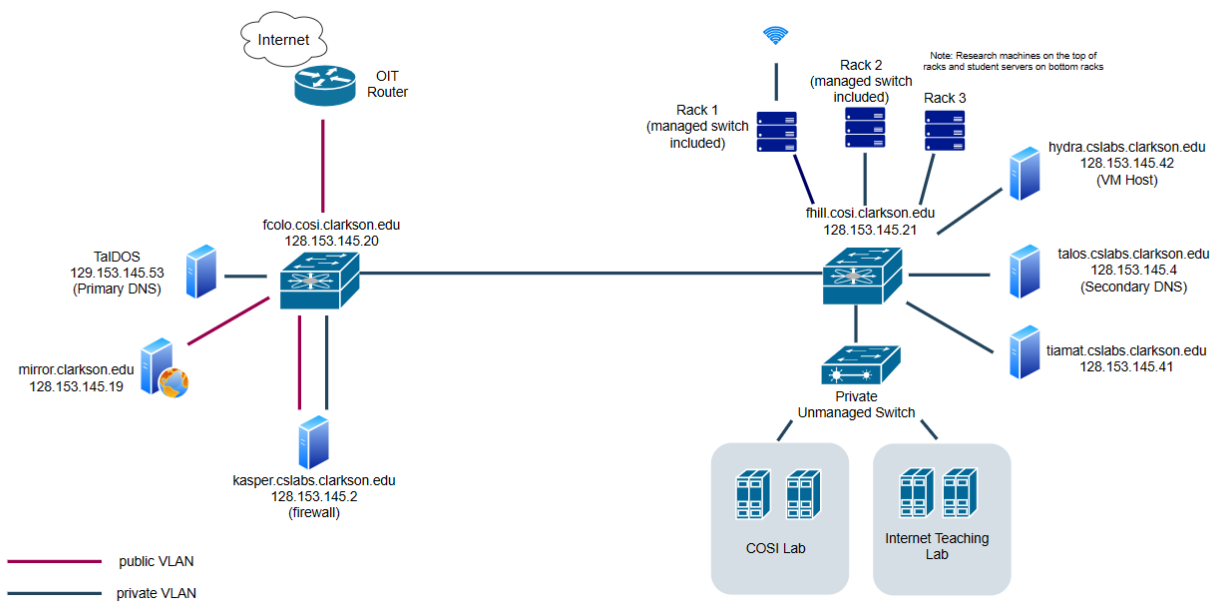 Internet
OIT
Router
fcolo.cosi.clarkson.edu
128.153.145.20
TalDOS
129.153.145.53
(Primary DNS)
mirror.clarkson.edu
128.153.145.19
kasper.cslabs.clarkson.edu
128.153.145.2
(firewall)
public VLAN
private VLAN
Rack 1
(managed switch
included)
Rack 2
(managed switch
included)
Note: Research machines on the top of
racks and student servers on bottom racks
Rack 3
fhill.cosi.clarkson.edu
128.153.145.21
hydra.cslabs.clarkson.edu
128.153.145.42
(VM Host)
talos.cslabs.clarkson.edu
128.153.145.4
(Secondary DNS)
tiamat.cslabs.clarkson.edu
128.153.145.41
Private
Unmanaged Switch
COSI Lab
Internet Teaching
Lab